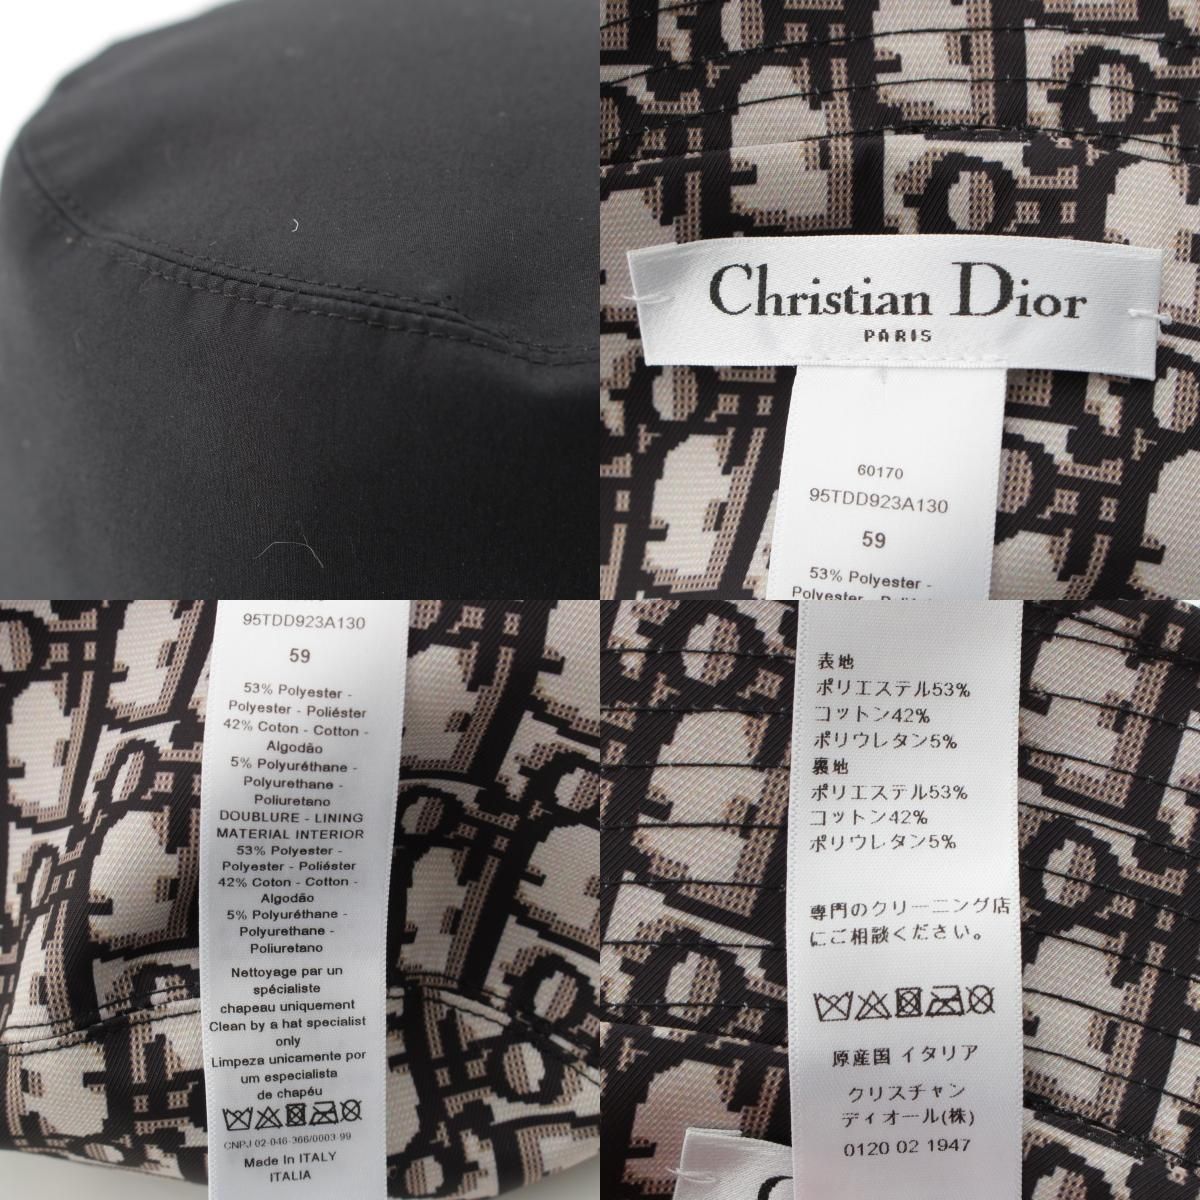 Christian Dior
PARIS
60170
95TDD923A130
59
53% Polyester -
95TDD923A130
59
53% Polyester -
Polyester - Poliéster
42% Coton - Cotton -
Algodão
5% Polyuréthane -
Polyurethane -
Poliuretano
DOUBLURE - LINING
MATERIAL INTERIOR
53% Polyester -
Polyester - Poliéster
42% Coton - Cotton -
Algodão
5% Polyuréthane -
Polyurethane -
Poliuretano
Nettoyage par un
spécialiste
chapeau uniquement
Clean by a hat specialist
only
Limpeza unicamente por
um especialista
de chapéu
CNPJ 02-046-366/0003-99
Made In ITALY
ITALIA
表地
ポリエステル53%
コットン42%
ポリウレタン5%
裏地
ポリエステル53%
コットン42%
ポリウレタン5%
専門のクリーニング店
にご相談ください。
原産国 イタリア
クリスチャン
ディオール(株)
0120 02 1947